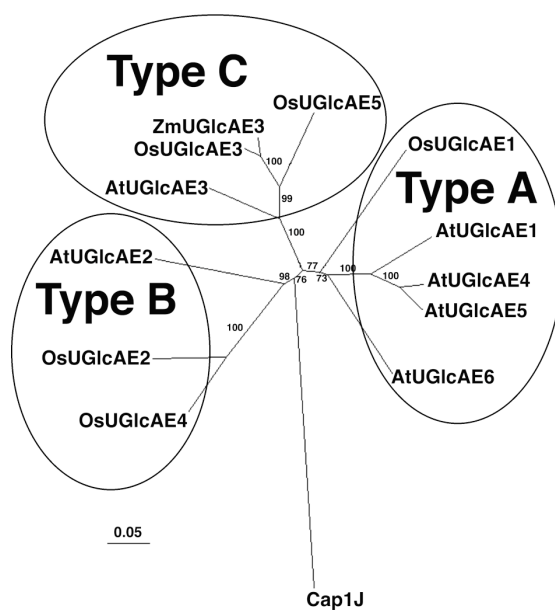 Type C
OsUGlcAE5
ZmUGlcAE3
OsUGlcAE3
100
AtUGlcAE3
99
100
OsUGlcAE1
Type A
AtUGlcAE1
AtUGlcAE4
AtUGlcAE5
AtUGlcAE6
77
73
100
100
AtUGlcAE2
98
76
Type B
100
OsUGlcAE2
OsUGlcAE4
0.05
Cap1J